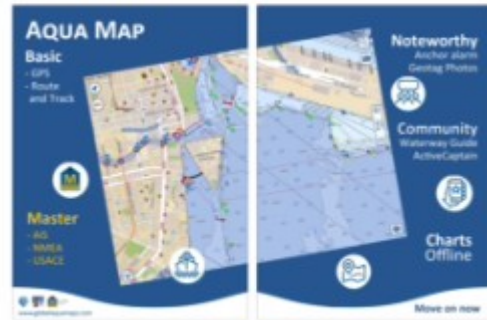 AQUA MAP
Basic
- GPS
- Route
and Track
Master
- AIS
- NMEA
- USACE
Noteworthy
Anchor alarm
Geotag Photos
Community
Waterway Guide
ActiveCaptain
Charts
Offline
Move on now